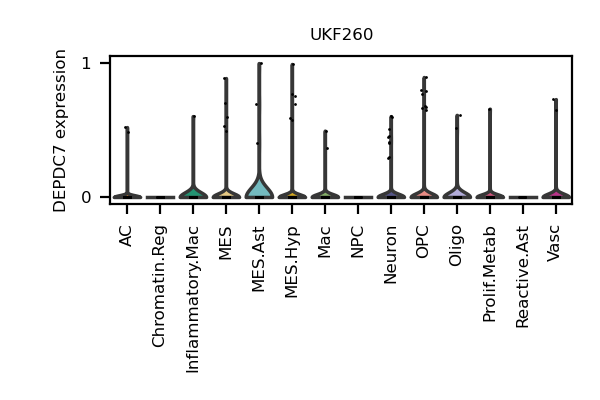 UKF260
DEPDC7 expression
1
0
AC
Chromatin.Reg
Inflammatory.Mac
MES
MES.Ast
MES.Hyp
Mac
NPC
Neuron
OPC
Oligo
Prolif.Metab
Reactive.Ast
Vasc